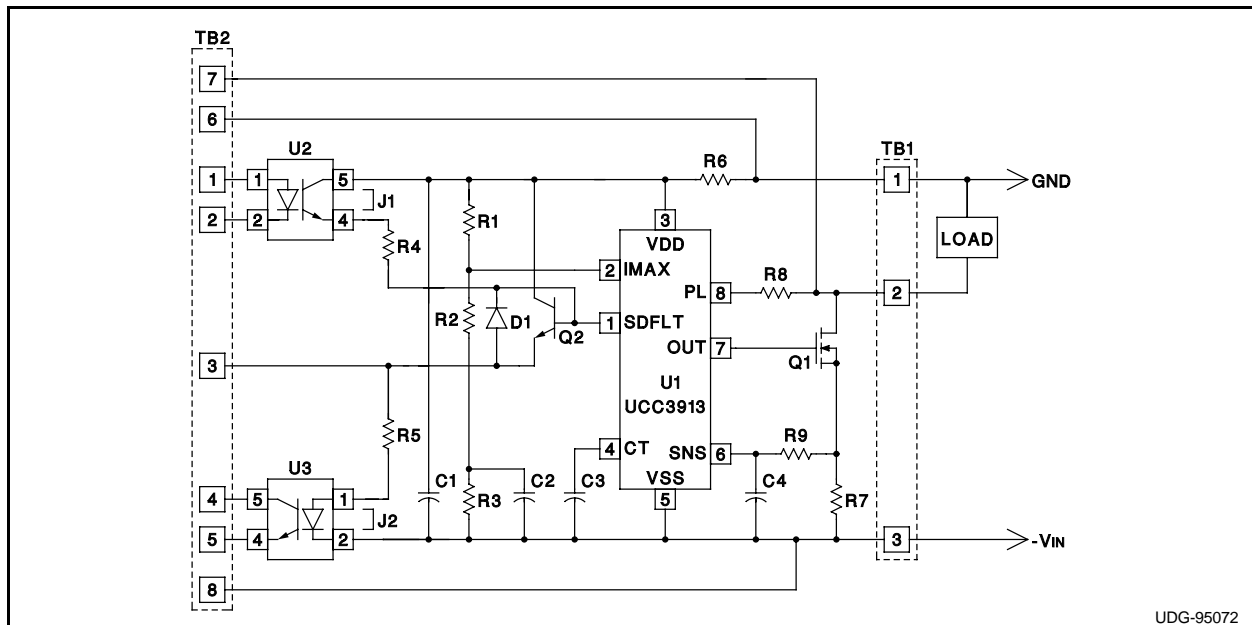 TB2
7
6
U2
1
1
5
J1
2
2
4
R4
R1
R6
TB1
1
GND
LOAD
3
VDD
2
IMAX
PL
8
R8
2
R2
D1
Q2
1
SDFLT
OUT
7
Q1
3
U1
UCC3913
R5
4
CT
SNS
6
R9
VSS
5
U3
4
5
1
J2
5
4
2
C1
R3
C2
C3
C4
R7
3
-VIN
8
UDG-95072